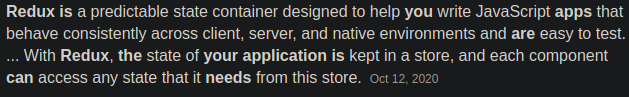 Redux is a predictable state container designed to help you write JavaScript apps that
behave consistently across client, server, and native environments and are easy to test.
... With Redux, the state of your application is kept in a store, and each component
can access any state that it needs from this store. Oct 12, 2020